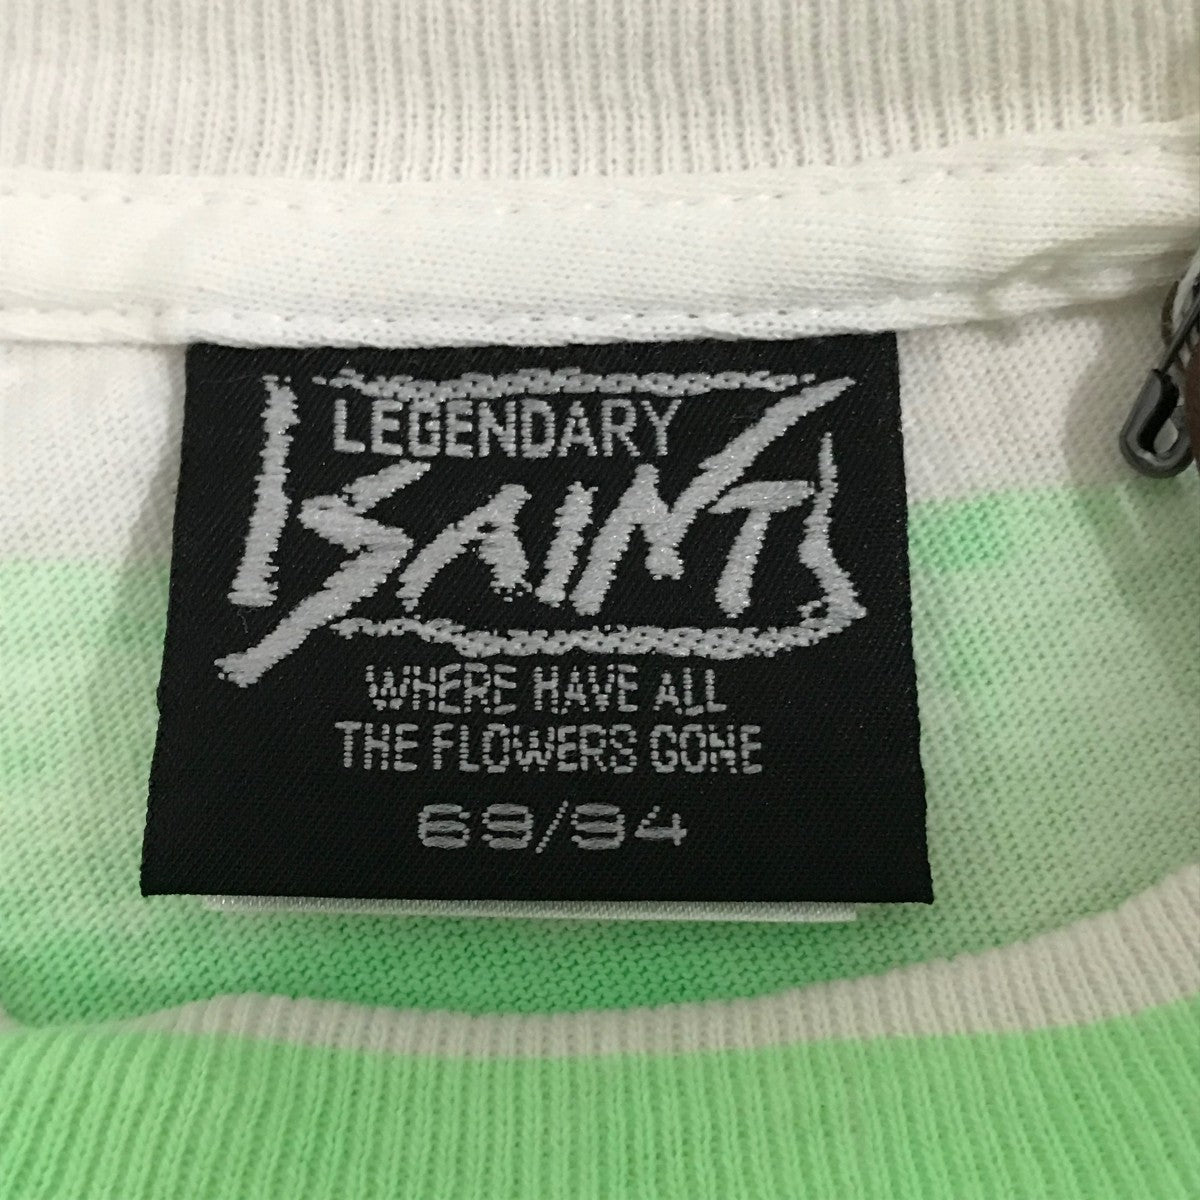 LEGENDARY
SAINTS
WHERE HAVE ALL
THE FLOWERS GONE
69/94